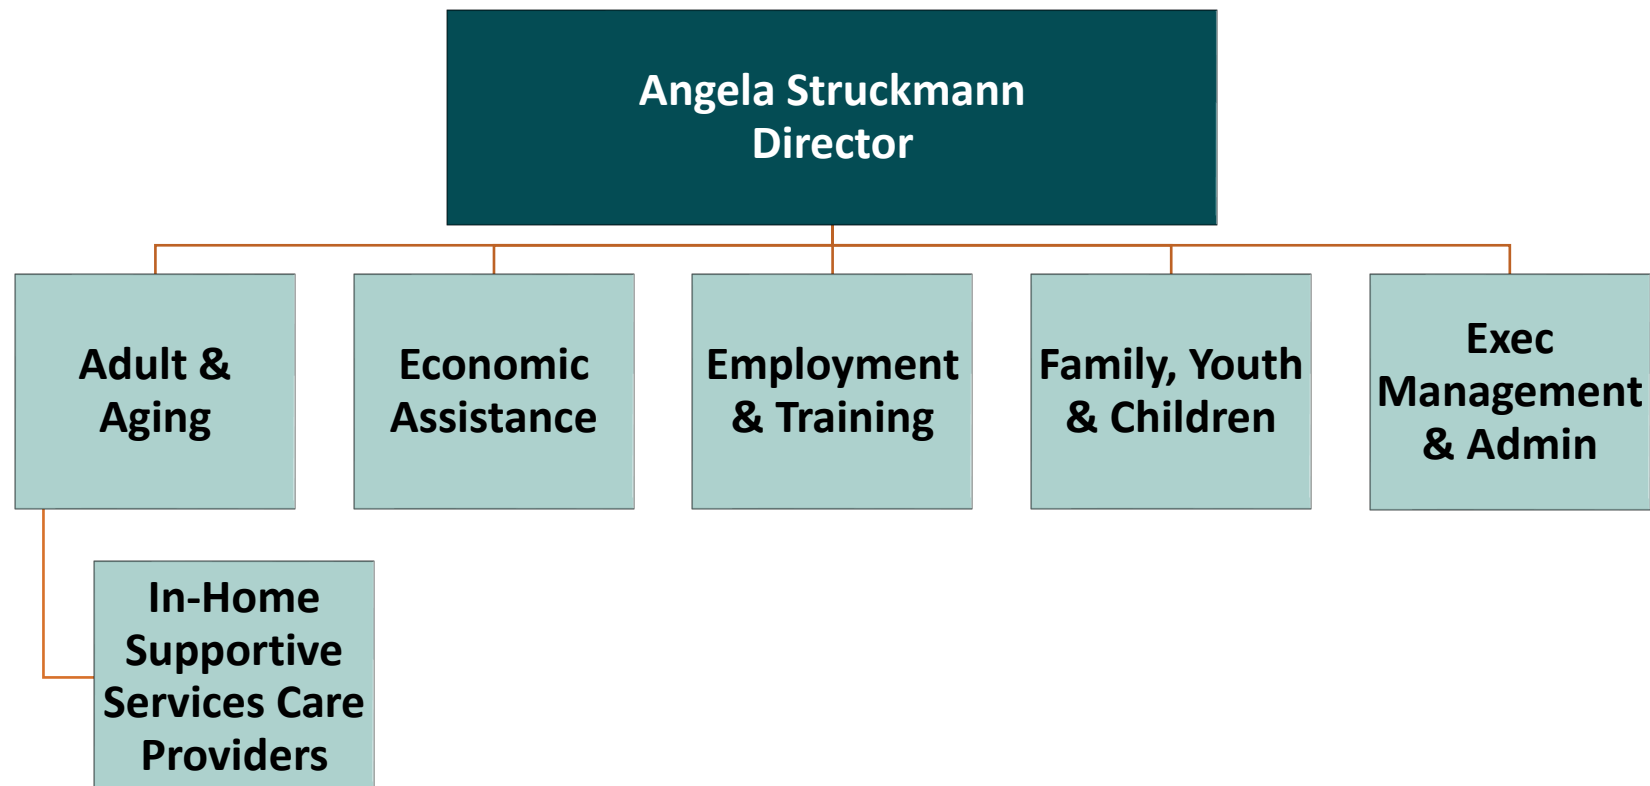 Angela Struckmann
Director
Adult &
Aging
Economic
Assistance
Employment
& Training
Family, Youth
& Children
Exec
Management
& Admin
In-Home
Supportive
Services Care
Providers